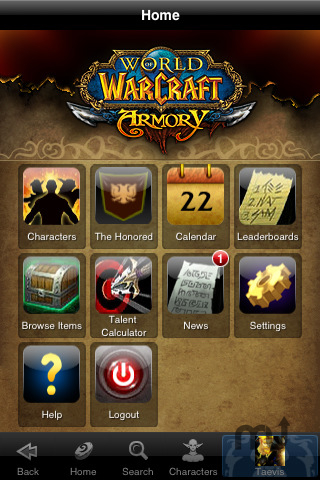 Home
WORLD
OF
WARCRAFT
ARMORY
Characters
The Honored
22
Calendar
Leaderboards
Browse Items
Talent
Calculator
1
News
Settings
?
Help
Logout
Back
Home
Search
Characters
Taevis